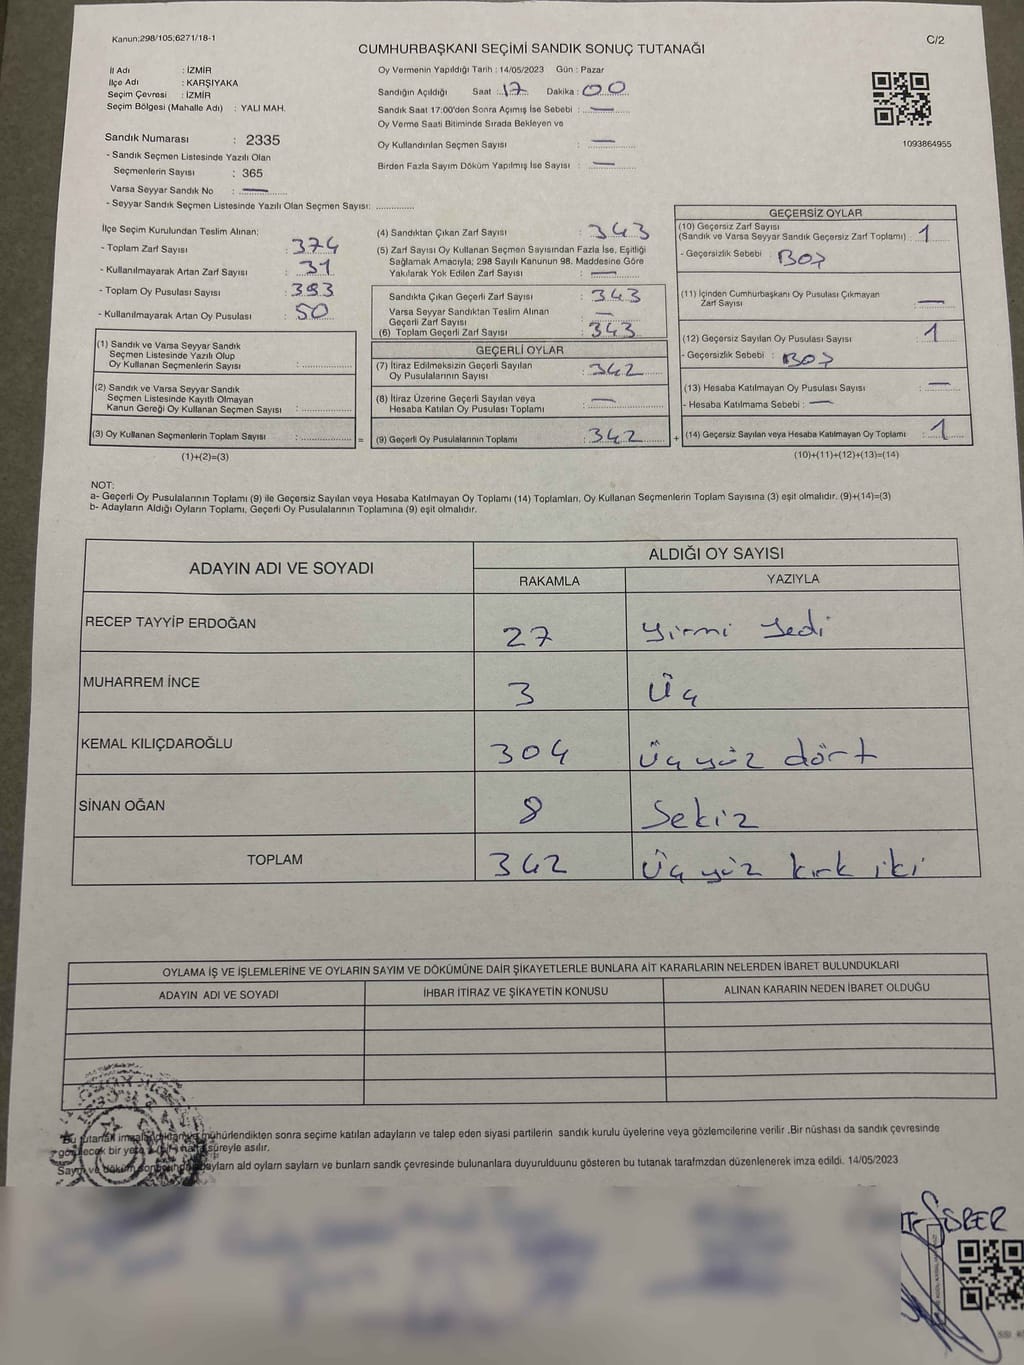 Kanun:298/105;6271/18-1
C/2
CUMHURBAŞKANI SEÇİMİ SANDIK SONUÇ TUTANAĞI
İl Adı : İZMİR
İlçe Adı : KARŞIYAKA
Seçim Çevresi : İZMİR
Seçim Bölgesi (Mahalle Adı) : YALI MAH.
Sandık Numarası : 2335
- Sandık Seçmen Listesinde Yazılı Olan
Seçmenlerin Sayısı : 365
Varsa Seyyar Sandık No : —
- Seyyar Sandık Seçmen Listesinde Yazılı Olan Seçmen Sayısı: ..............
Oy Vermenin Yapıldığı Tarih : 14/05/2023 Gün : Pazar
Sandığın Açıldığı Saat : 17 Dakika : 00
Sandık Saat 17:00'den Sonra Açımış İse Sebebi : —
Oy Verme Saati Bitiminde Sırada Bekleyen ve
Oy Kullandırılan Seçmen Sayısı : —
Birden Fazla Sayım Döküm Yapılmış İse Sayısı : —
1093864955
İlçe Seçim Kurulundan Teslim Alınan;
- Toplam Zarf Sayısı : 374
- Kullanılmayarak Artan Zarf Sayısı : 31
- Toplam Oy Pusulası Sayısı : 393
- Kullanılmayarak Artan Oy Pusulası : 50
(1) Sandık ve Varsa Seyyar Sandık
Seçmen Listesinde Yazılı Olup
Oy Kullanan Seçmenlerin Sayısı :
(2) Sandık ve Varsa Seyyar Sandık
Seçmen Listesinde Kayıtlı Olmayan
Kanun Gereği Oy Kullanan Seçmen Sayısı :
(3) Oy Kullanan Seçmenlerin Toplam Sayısı : =
(1)+(2)=(3)
(4) Sandıktan Çıkan Zarf Sayısı : 343
(5) Zarf Sayısı Oy Kullanan Seçmen Sayısından Fazla İse, Eşitliği
Sağlamak Amacıyla; 298 Sayılı Kanunun 98. Maddesine Göre
Yakılarak Yok Edilen Zarf Sayısı : —
Sandıkta Çıkan Geçerli Zarf Sayısı : 343
Varsa Seyyar Sandıktan Teslim Alınan
Geçerli Zarf Sayısı : —
(6) Toplam Geçerli Zarf Sayısı : 343
GEÇERLİ OYLAR
(7) İtiraz Edilmeksizin Geçerli Sayılan
Oy Pusulalarının Sayısı : 342
(8) İtiraz Üzerine Geçerli Sayılan veya
Hesaba Katılan Oy Pusulası Toplamı : —
(9) Geçerli Oy Pusulalarının Toplamı : 342 +
GEÇERSİZ OYLAR
(10) Geçersiz Zarf Sayısı
(Sandık ve Varsa Seyyar Sandık Geçersiz Zarf Toplamı) : 1
- Geçersizlik Sebebi : BOŞ
(11) İçinden Cumhurbaşkanı Oy Pusulası Çıkmayan
Zarf Sayısı : —
(12) Geçersiz Sayılan Oy Pusulası Sayısı : 1
- Geçersizlik Sebebi : BOŞ
(13) Hesaba Katılmayan Oy Pusulası Sayısı : —
- Hesaba Katılmama Sebebi : —
(14) Geçersiz Sayılan veya Hesaba Katılmayan Oy Toplamı : 1
(10)+(11)+(12)+(13)=(14)
NOT:
a- Geçerli Oy Pusulalarının Toplamı (9) ile Geçersiz Sayılan veya Hesaba Katılmayan Oy Toplamı (14) Toplamları, Oy Kullanan Seçmenlerin Toplam Sayısına (3) eşit olmalıdır. (9)+(14)=(3)
b- Adayların Aldığı Oyların Toplamı, Geçerli Oy Pusulalarının Toplamına (9) eşit olmalıdır.
ADAYIN ADI VE SOYADI
ALDIĞI OY SAYISI
RAKAMLA YAZIYLA
RECEP TAYYİP ERDOĞAN 27 Yirmi Yedi
MUHARREM İNCE 3 Üç
KEMAL KILIÇDAROĞLU 304 Üç yüz dört
SİNAN OĞAN 8 Sekiz
TOPLAM 342 Üç yüz kırk iki
OYLAMA İŞ VE İŞLEMLERİNE VE OYLARIN SAYIM VE DÖKÜMÜNE DAİR ŞİKAYETLERLE BUNLARA AİT KARARLARIN NELERDEN İBARET BULUNDUKLARI
ADAYIN ADI VE SOYADI İHBAR İTİRAZ VE ŞİKAYETİN KONUSU ALINAN KARARIN NEDEN İBARET OLDUĞU
Bu tutanak mühürlendikten sonra seçime katılan adayların ve talep eden siyasi partilerin sandık kurulu üyelerine veya gözlemcilerine verilir .Bir nüshası da sandık çevresinde
görülecek bir yere süreyle asılır.
Sayım ve döküm ald oyların saylarn ve bunlarn sandk çevresinde bulunanlara duyurulduunu gösteren bu tutanak tarafmzdan düzenlenerek imza edildi. 14/05/2023